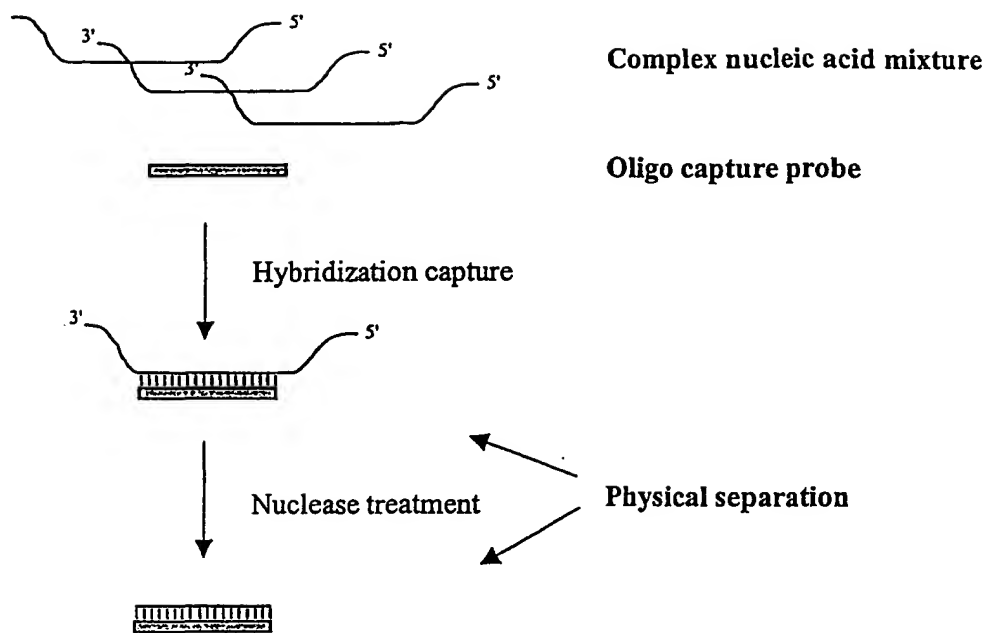 5'
3'
5'
Complex nucleic acid mixture
3'
5'
Oligo capture probe
Hybridization capture
3'
5'
Nuclease treatment
Physical separation